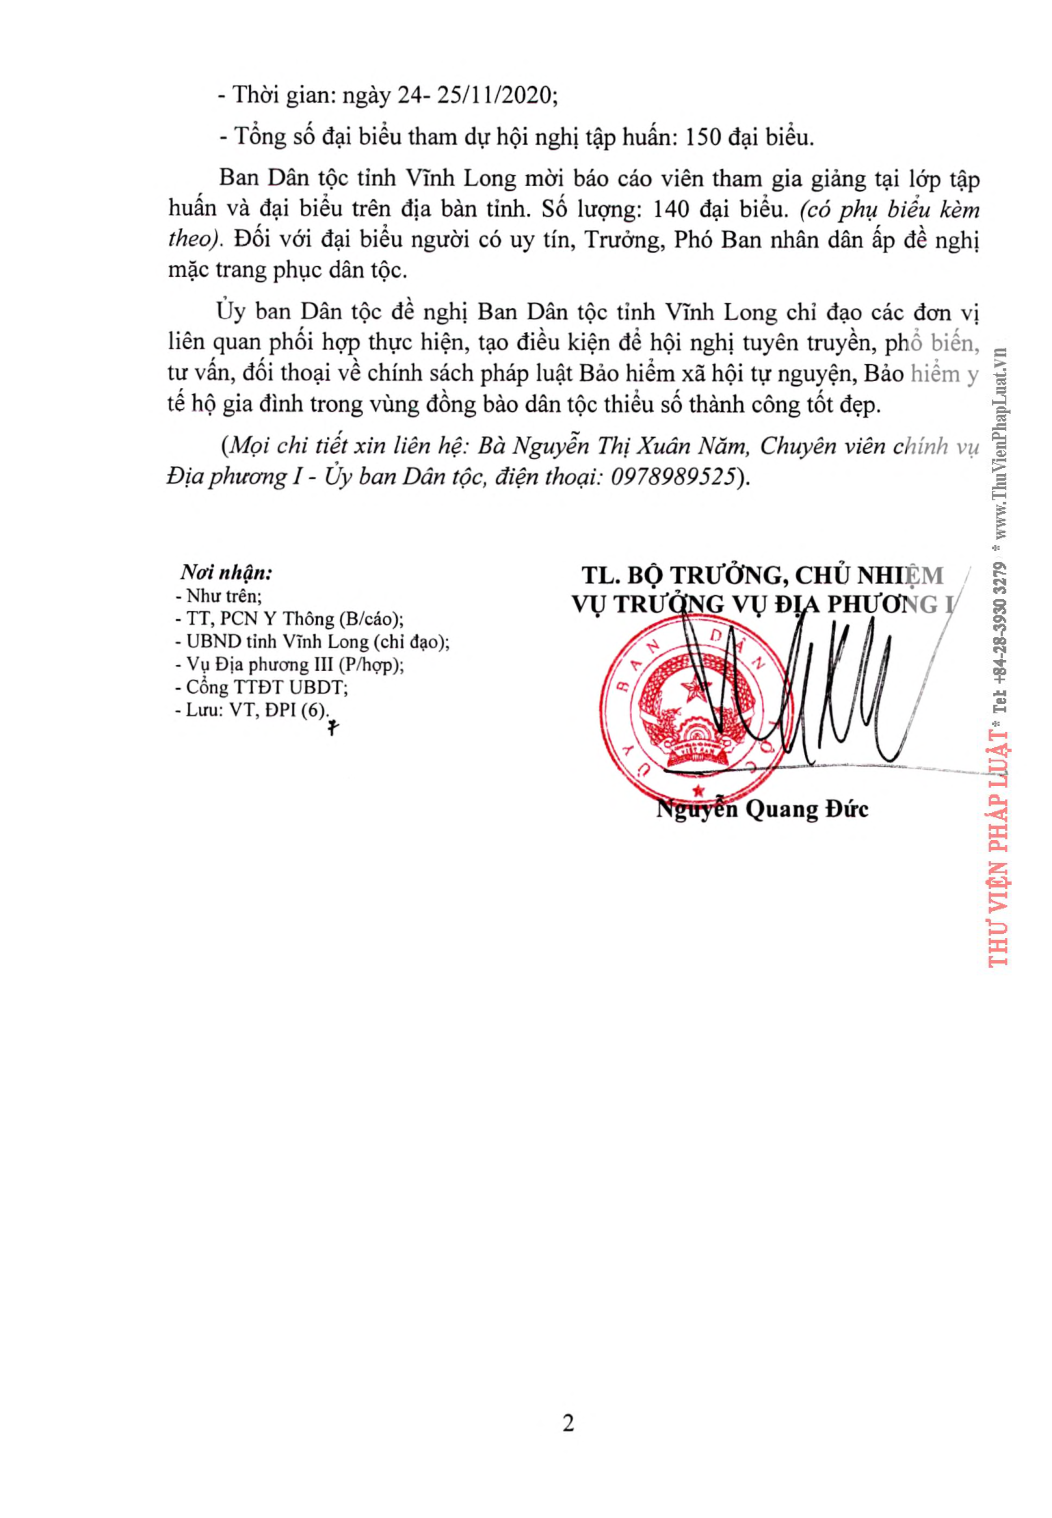 - Thời gian: ngày 24- 25/11/2020;
- Tổng số đại biểu tham dự hội nghị tập huấn: 150 đại biểu.
Ban Dân tộc tỉnh Vĩnh Long mời báo cáo viên tham gia giảng tại lớp tập
huấn và đại biểu trên địa bàn tỉnh. Số lượng: 140 đại biểu. (có phụ biểu kèm
theo). Đối với đại biểu người có uy tín, Trưởng, Phó Ban nhân dân ấp đề nghị
mặc trang phục dân tộc.
Ủy ban Dân tộc đề nghị Ban Dân tộc tỉnh Vĩnh Long chỉ đạo các đơn vị
liên quan phối hợp thực hiện, tạo điều kiện để hội nghị tuyên truyền, phổ biến,
tư vấn, đối thoại về chính sách pháp luật Bảo hiểm xã hội tự nguyện, Bảo hiểm y
tế hộ gia đình trong vùng đồng bào dân tộc thiểu số thành công tốt đẹp.
(Mọi chi tiết xin liên hệ: Bà Nguyễn Thị Xuân Năm, Chuyên viên chính vụ
Địa phương I - Ủy ban Dân tộc, điện thoại: 0978989525).
Nơi nhận:
- Như trên;
- TT, PCN Y Thông (B/cáo);
- UBND tỉnh Vĩnh Long (chỉ đạo);
- Vụ Địa phương III (P/hợp);
- Cổng TTĐT UBDT;
- Lưu: VT, ĐPI (6).
TL. BỘ TRƯỞNG, CHỦ NHIỆM
VỤ TRƯỞNG VỤ ĐỊA PHƯƠNG I
ỦY BAN DÂN TỘC
Nguyễn Quang Đức
THƯ VIỆN PHÁP LUẬT * Tel: +84-28-3930 3279 * www.ThuVienPhapLuat.vn
2